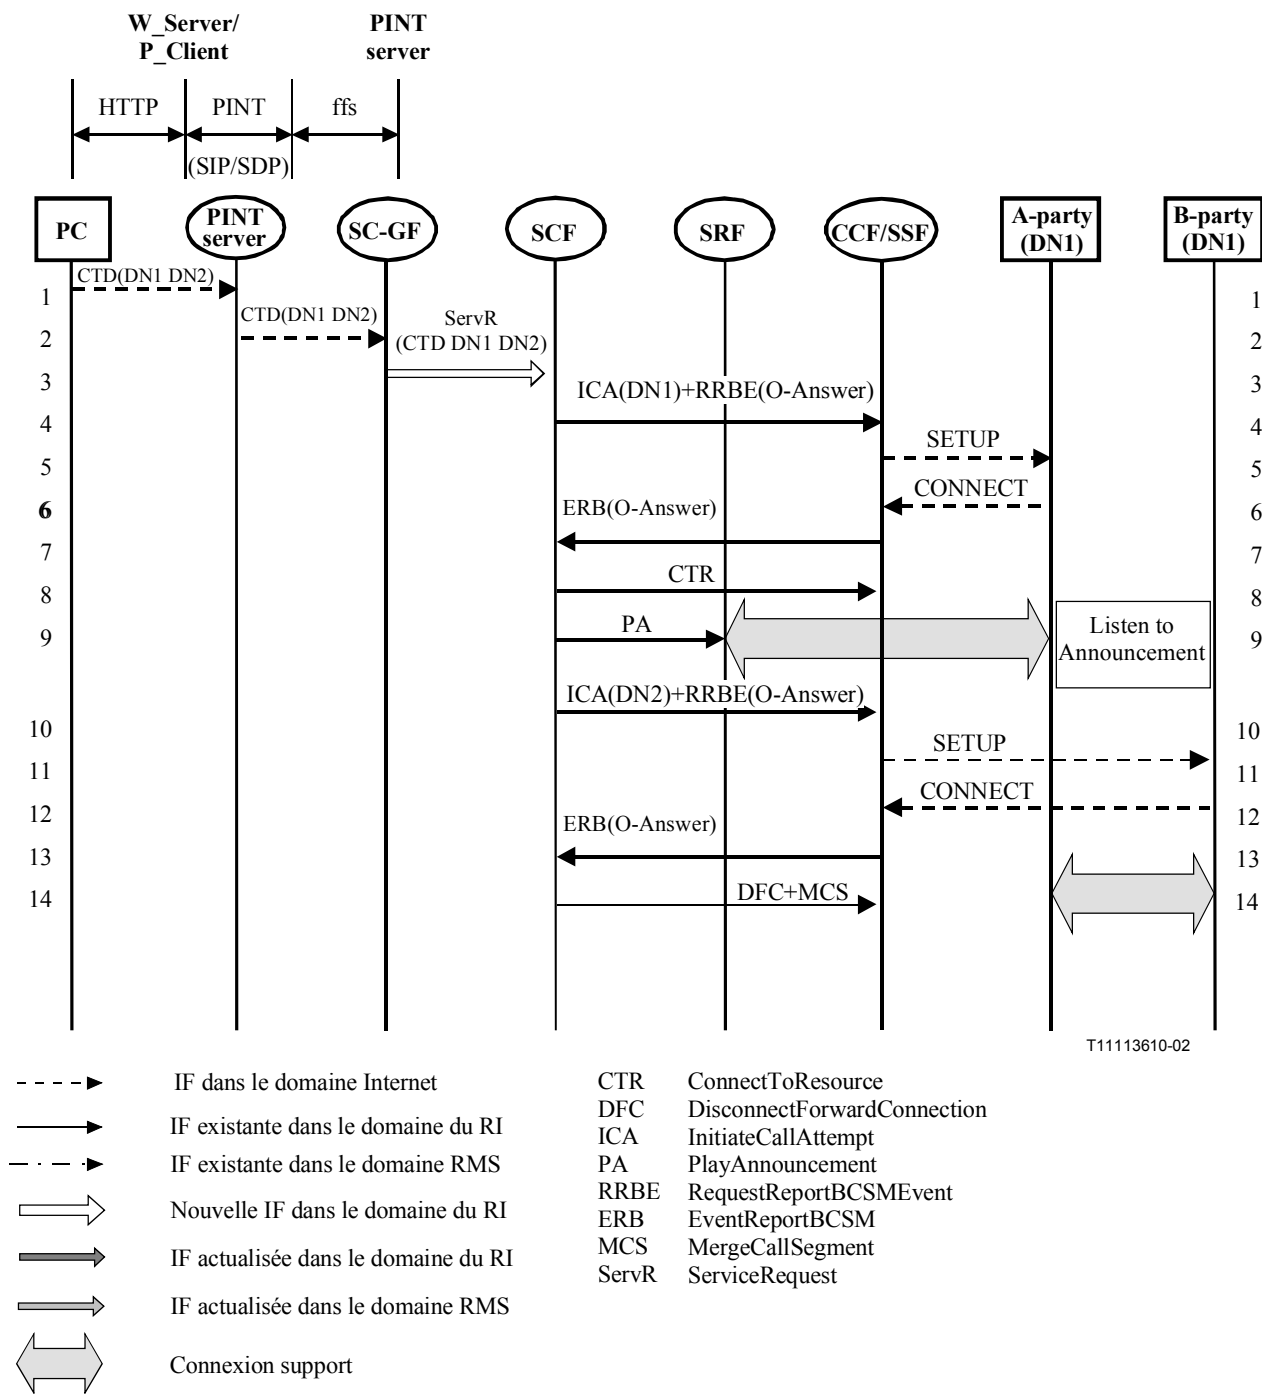 W_Server/
P_Client
PINT
server
HTTP
PINT
ffs
(SIP/SDP)
PC
PINT
server
SC-GF
SCF
SRF
CCF/SSF
A-party
(DN1)
B-party
(DN1)
CTD(DN1 DN2)
1
1
CTD(DN1 DN2)
2
2
ServR
(CTD DN1 DN2)
3
3
ICA(DN1)+RRBE(O-Answer)
4
4
SETUP
5
5
CONNECT
6
6
ERB(O-Answer)
7
7
CTR
8
8
PA
Listen to
Announcement
9
9
ICA(DN2)+RRBE(O-Answer)
10
10
SETUP
11
11
CONNECT
12
12
ERB(O-Answer)
13
13
DFC+MCS
14
14
T11113610-02
IF dans le domaine Internet
IF existante dans le domaine du RI
IF existante dans le domaine RMS
Nouvelle IF dans le domaine du RI
IF actualisée dans le domaine du RI
IF actualisée dans le domaine RMS
Connexion support
CTR ConnectToResource
DFC DisconnectForwardConnection
ICA InitiateCallAttempt
PA PlayAnnouncement
RRBE RequestReportBCSMEvent
ERB EventReportBCSM
MCS MergeCallSegment
ServR ServiceRequest